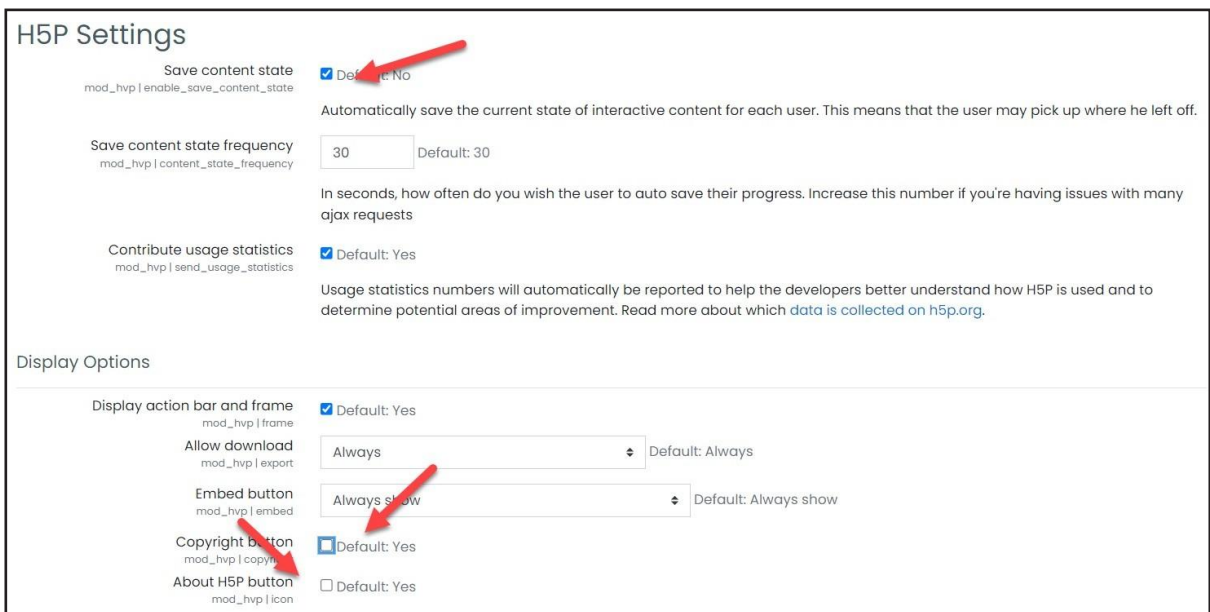 H5P Settings
Save content state
mod_hvp | enable_save_content_state
Default: No
Automatically save the current state of interactive content for each user. This means that the user may pick up where he left off.
Save content state frequency
mod_hvp | content_state_frequency
30 Default: 30
In seconds, how often do you wish the user to auto save their progress. Increase this number if you're having issues with many
ajax requests
Contribute usage statistics
mod_hvp | send_usage_statistics
Default: Yes
Usage statistics numbers will automatically be reported to help the developers better understand how H5P is used and to
determine potential areas of improvement. Read more about which data is collected on h5p.org.
Display Options
Display action bar and frame
mod_hvp | frame
Default: Yes
Allow download
mod_hvp | export
Always Default: Always
Embed button
mod_hvp | embed
Always show Default: Always show
Copyright button
mod_hvp | copyright
Default: Yes
About H5P button
mod_hvp | icon
Default: Yes